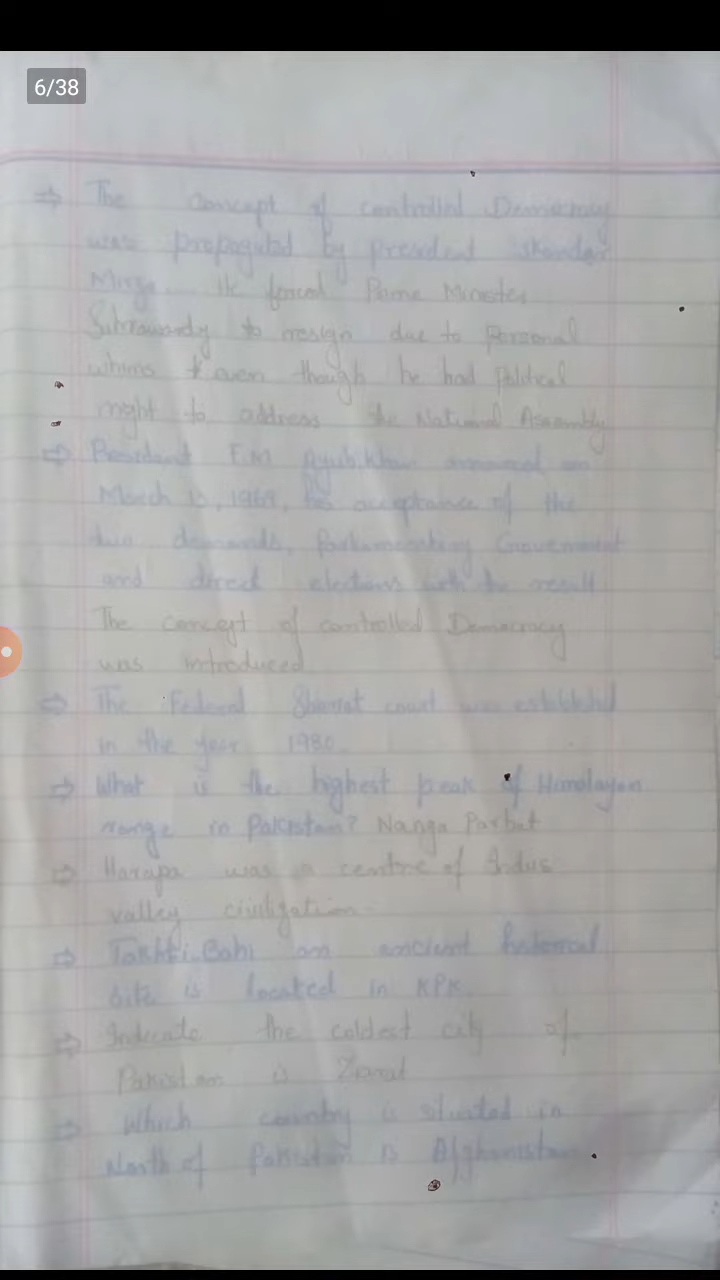 6/38
⇒ The concept of controlled Democracy
was propagated by president iskandar
Mirza. He forced Prime Minister
Suhrawardy to resign due to personal
whims & even though he had political
might to address the National Assembly
⇒ President F.M Ayub.Khan announced on
March 10, 1969, his acceptance of the
two demands, Parliamentary Government
and direct elections with the result
The concept of controlled Democracy
was introduced
⇒ The Federal Shariat court was established
in the year 1980.
⇒ What is the highest peak of Himalayan
range in Pakistan? Nanga Parbat
⇒ Harapa was a centre of Indus
valley civilization
⇒ Takht.i.Bahi an ancient historical
site is located in KPK.
⇒ Indicate the coldest city of
Pakistan is Ziarat
⇒ Which country is situated in
North of Pakistan is Afghanistan.